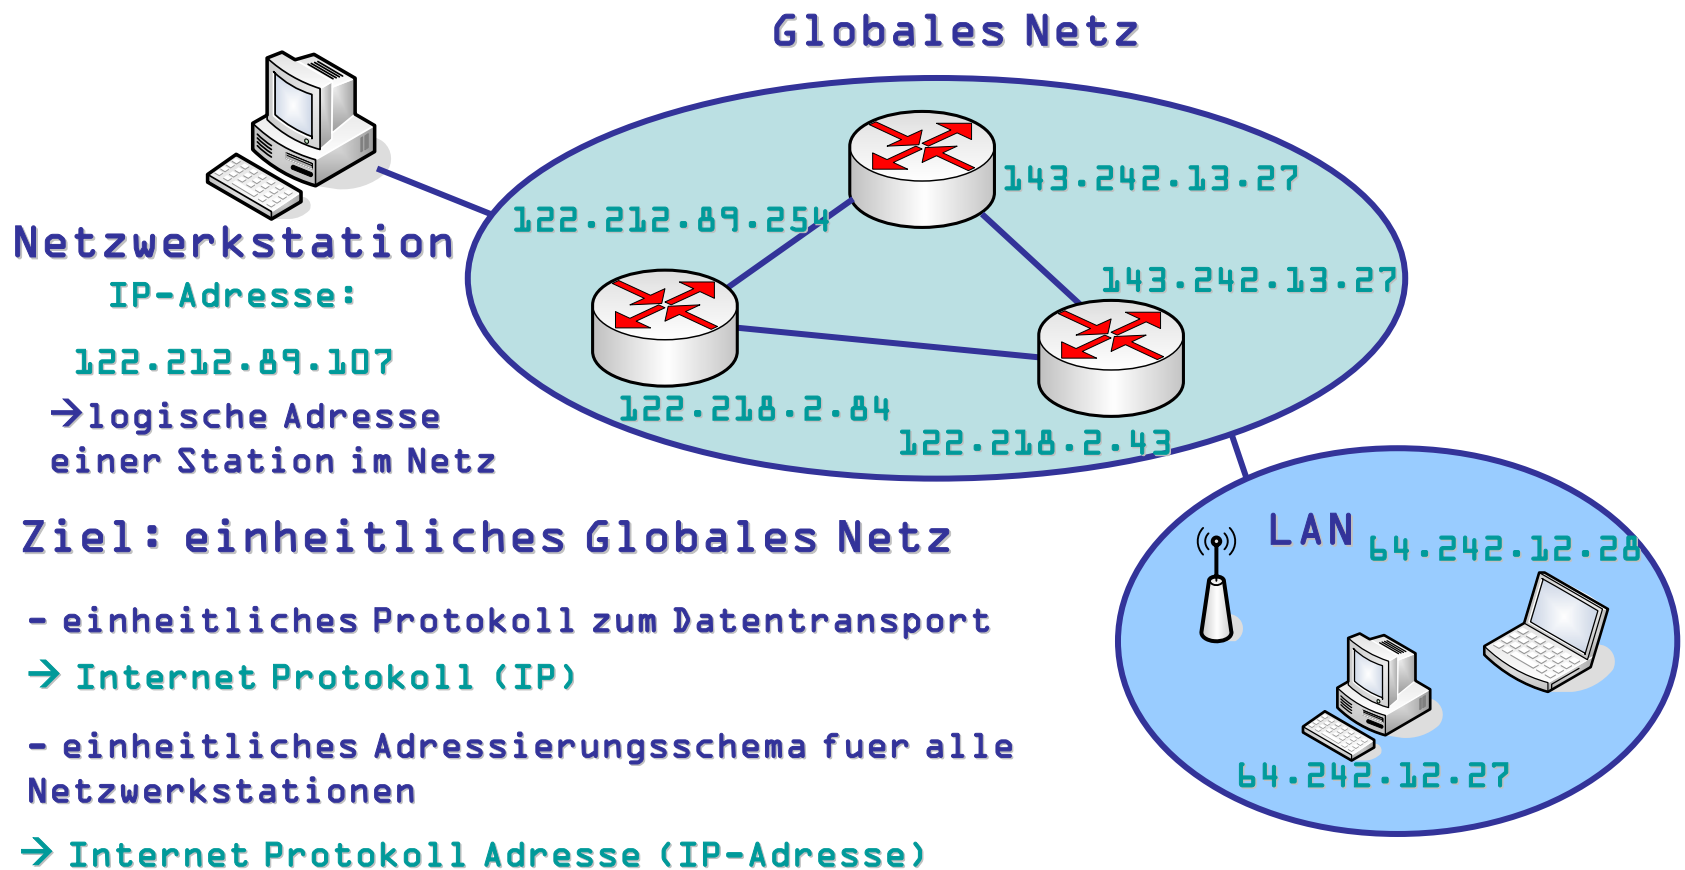 Globales Netz
143.242.13.27
122.212.89.254
Netzwerkstation
IP-Adresse:
143.242.13.27
122.212.89.107
→logische Adresse
einer Station im Netz
122.218.2.84
122.218.2.43
Ziel: einheitliches Globales Netz
LAN
64.242.12.28
- einheitliches Protokoll zum Datentransport
→ Internet Protokoll (IP)
- einheitliches Adressierungsschema fuer alle
Netzwerkstationen
64.242.12.27
→ Internet Protokoll Adresse (IP-Adresse)